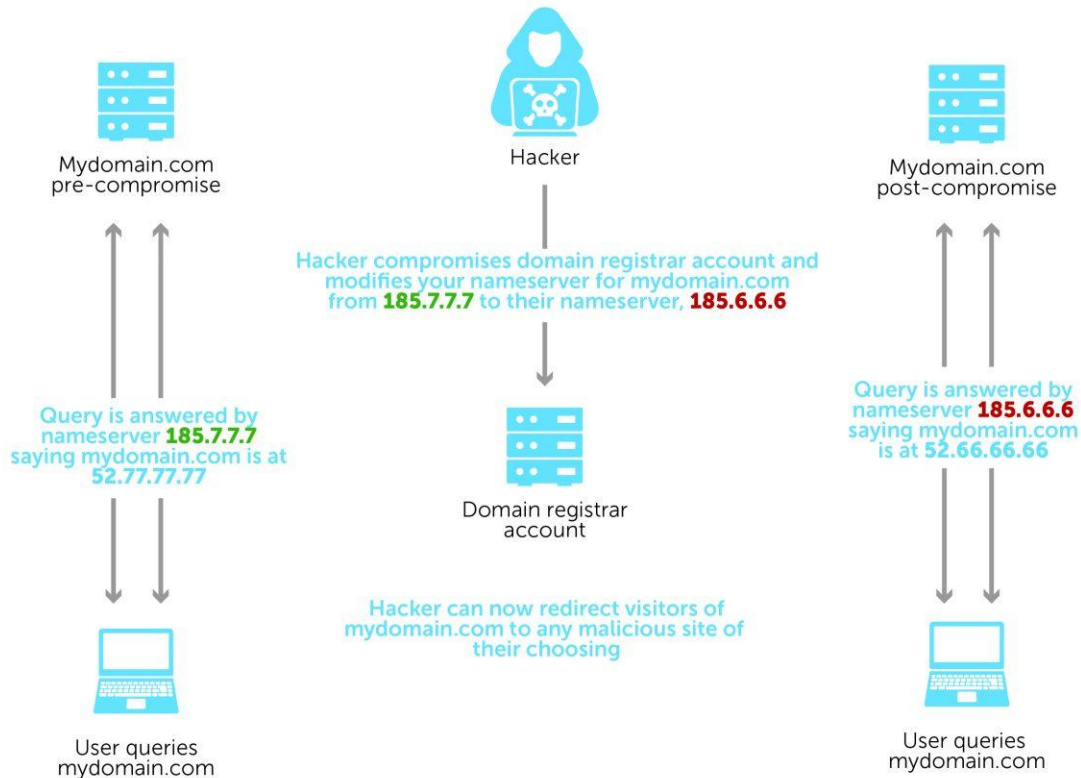 Mydomain.com
pre-compromise
Query is answered by
nameserver 185.7.7.7
saying mydomain.com is at
52.77.77.77
User queries
mydomain.com
Hacker
Hacker compromises domain registrar account and
modifies your nameserver for mydomain.com
from 185.7.7.7 to their nameserver, 185.6.6.6
Domain registrar
account
Hacker can now redirect visitors of
mydomain.com to any malicious site of
their choosing
Mydomain.com
post-compromise
Query is answered by
nameserver 185.6.6.6
saying mydomain.com
is at 52.66.66.66
User queries
mydomain.com